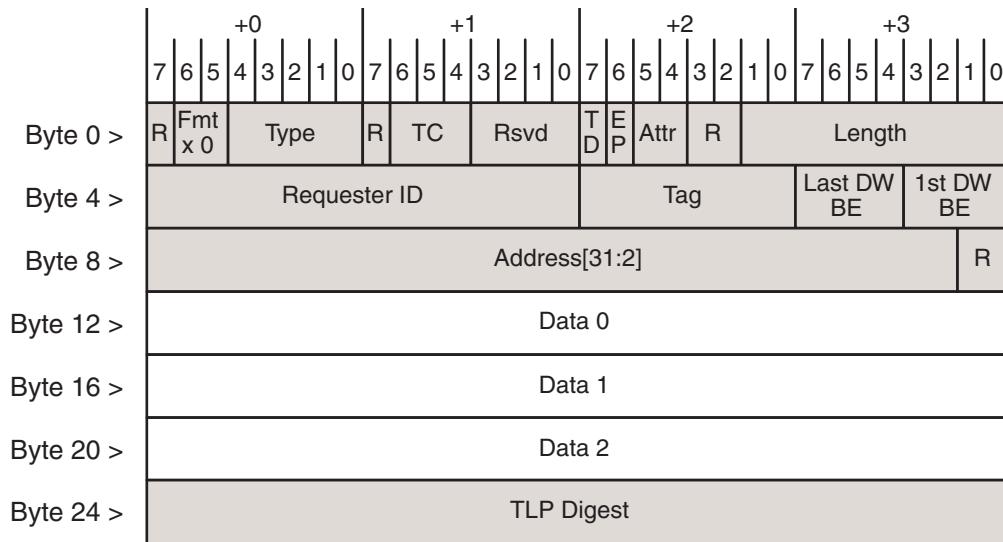 +0 +1 +2 +3
7 6 5 4 3 2 1 0 7 6 5 4 3 2 1 0 7 6 5 4 3 2 1 0 7 6 5 4 3 2 1 0
Byte 0 > R Fmt x 0 Type R TC Rsvd T D E P Attr R Length
Byte 4 > Requester ID Tag Last DW BE 1st DW BE
Byte 8 > Address[31:2] R
Byte 12 > Data 0
Byte 16 > Data 1
Byte 20 > Data 2
Byte 24 > TLP Digest